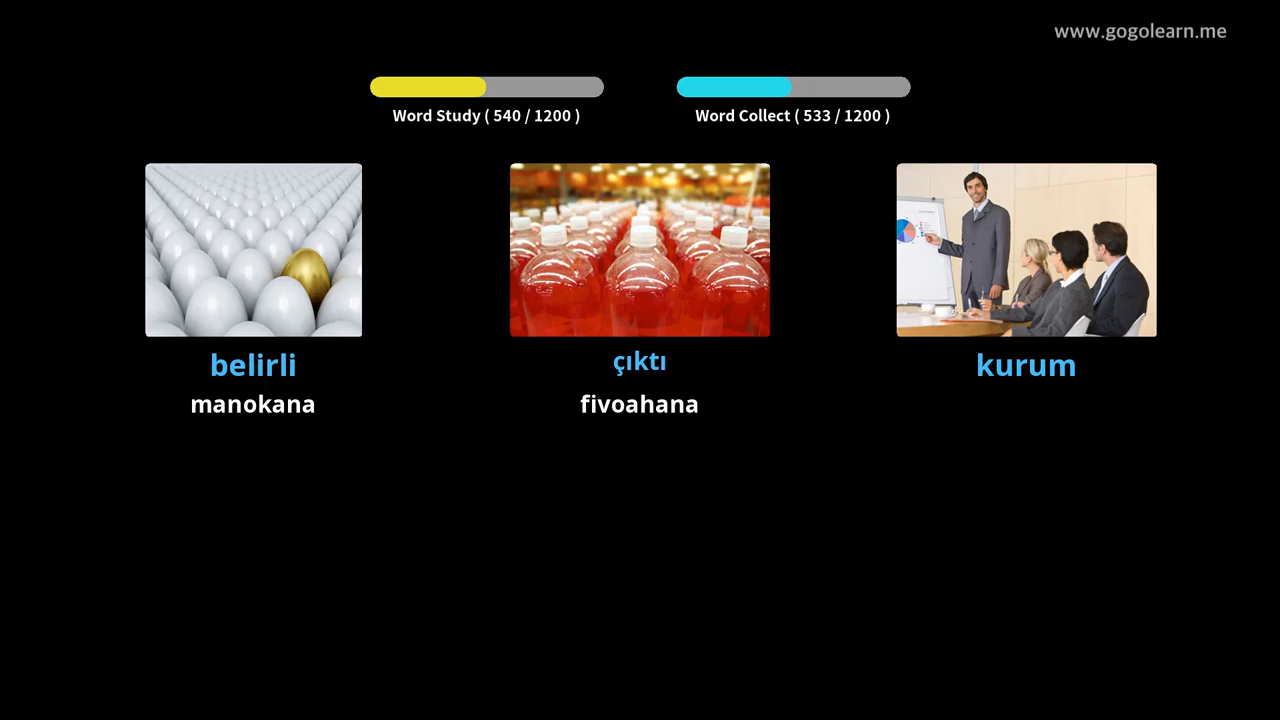 www.gogolearn.me
Word Study ( 540 / 1200 )
Word Collect ( 533 / 1200 )
belirli
çıktı
kurum
manokana
fivoahana